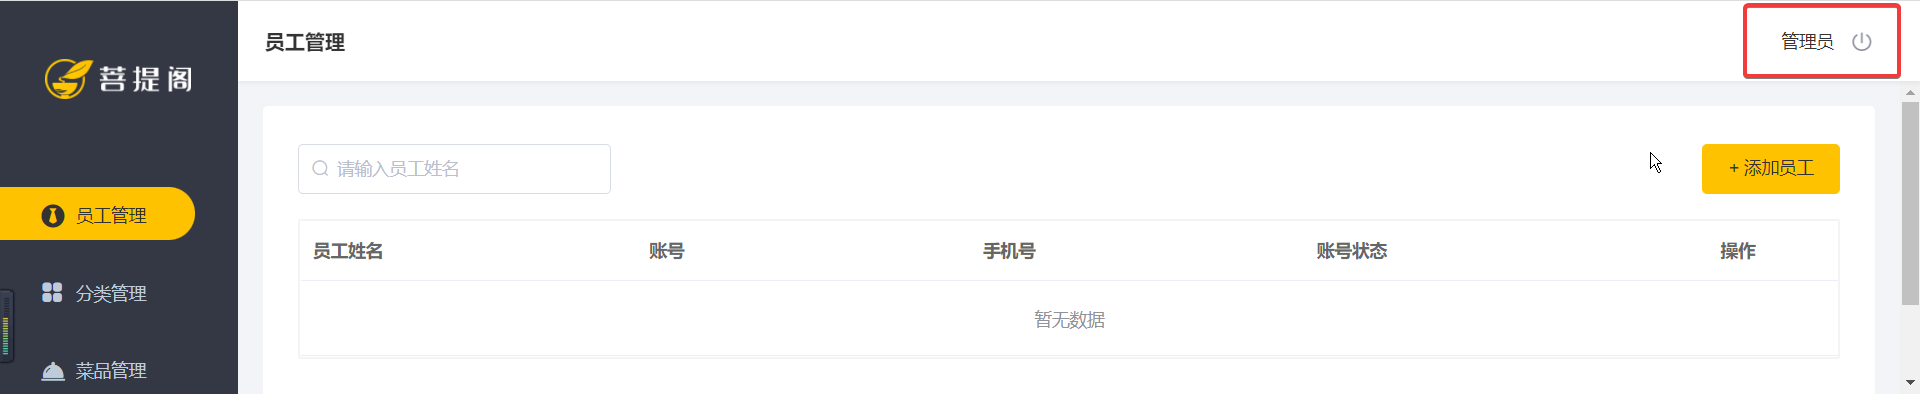 菩提阁
员工管理
分类管理
菜品管理
员工管理
管理员
请输入员工姓名
+ 添加员工
员工姓名 账号 手机号 账号状态 操作
暂无数据